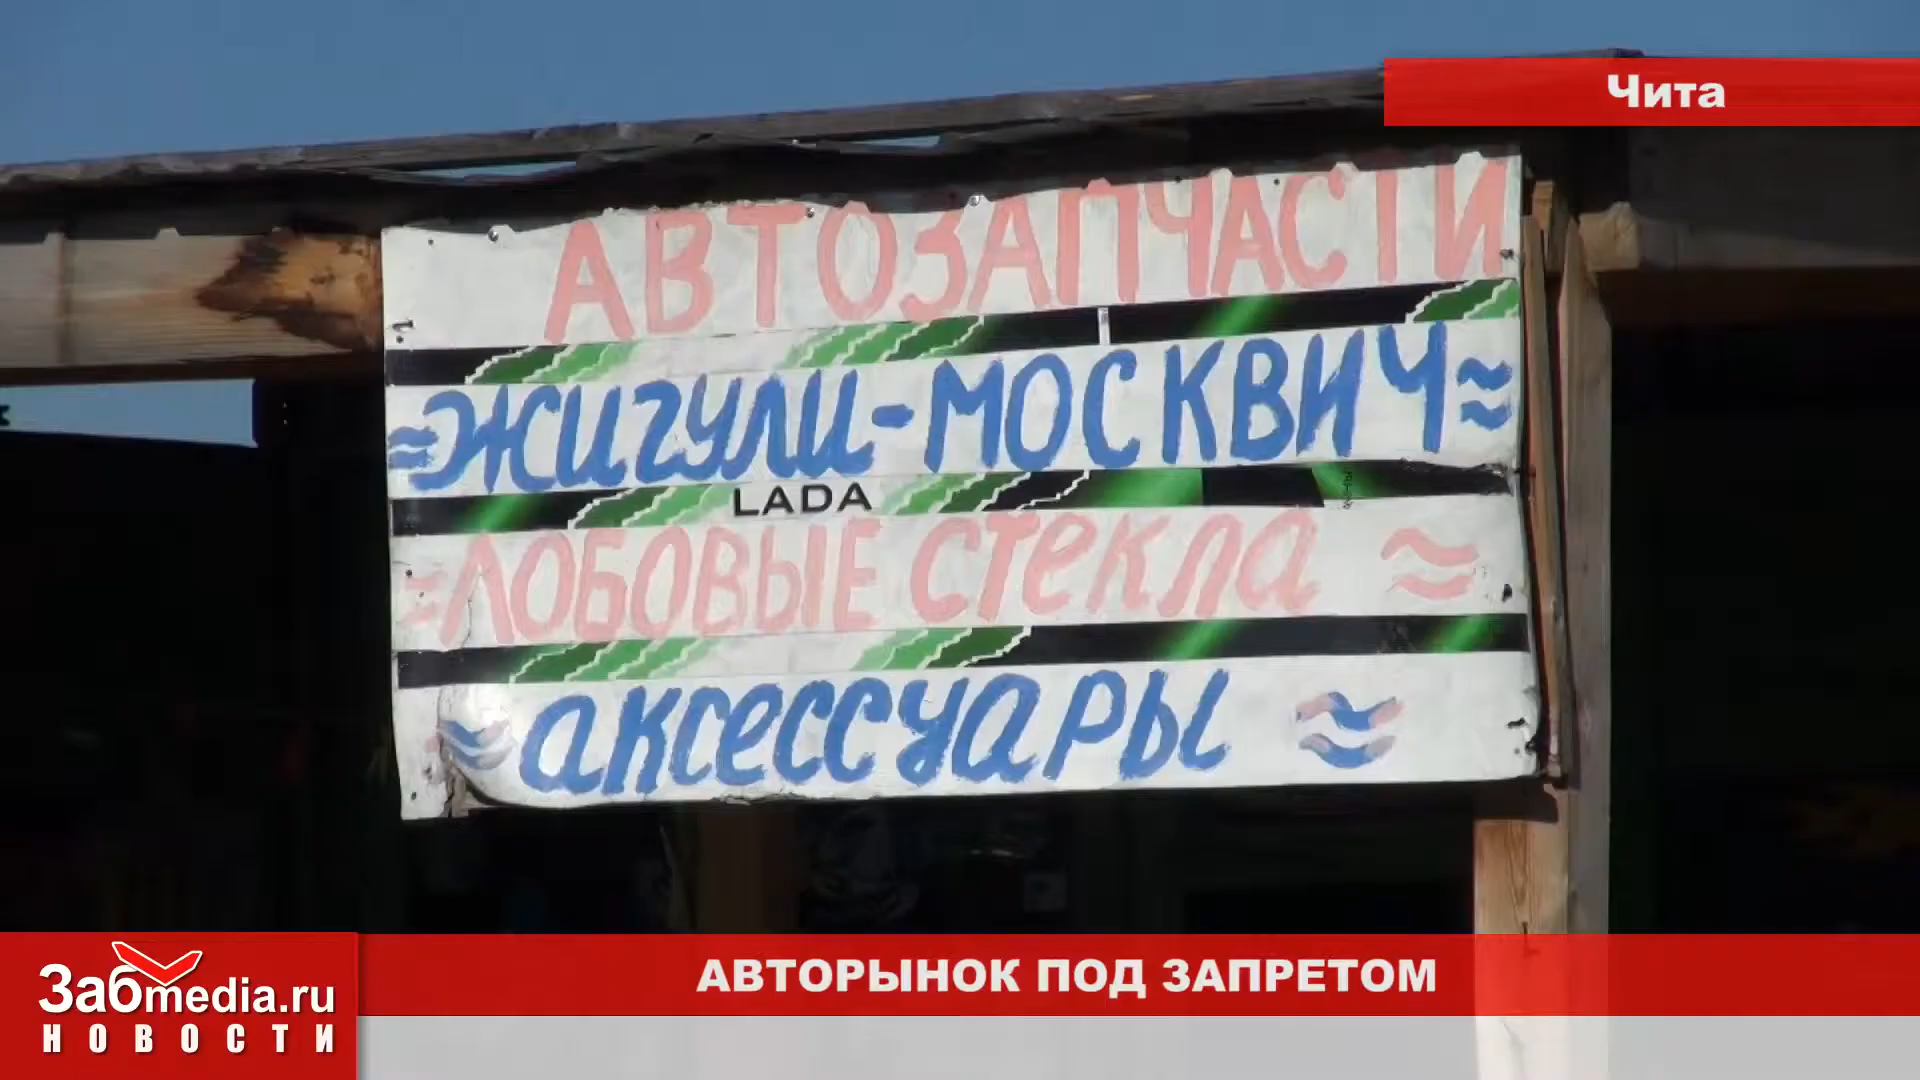 Чита
АВТОЗАПЧАСТИ
≈ЖИГУЛИ-МОСКВИЧ≈
LADA
≈ЛОБОВЫЕ СТЕКЛА ≈
≈ аксессуары ≈
АВТОРЫНОК ПОД ЗАПРЕТОМ
Забmedia.ru
НОВОСТИ